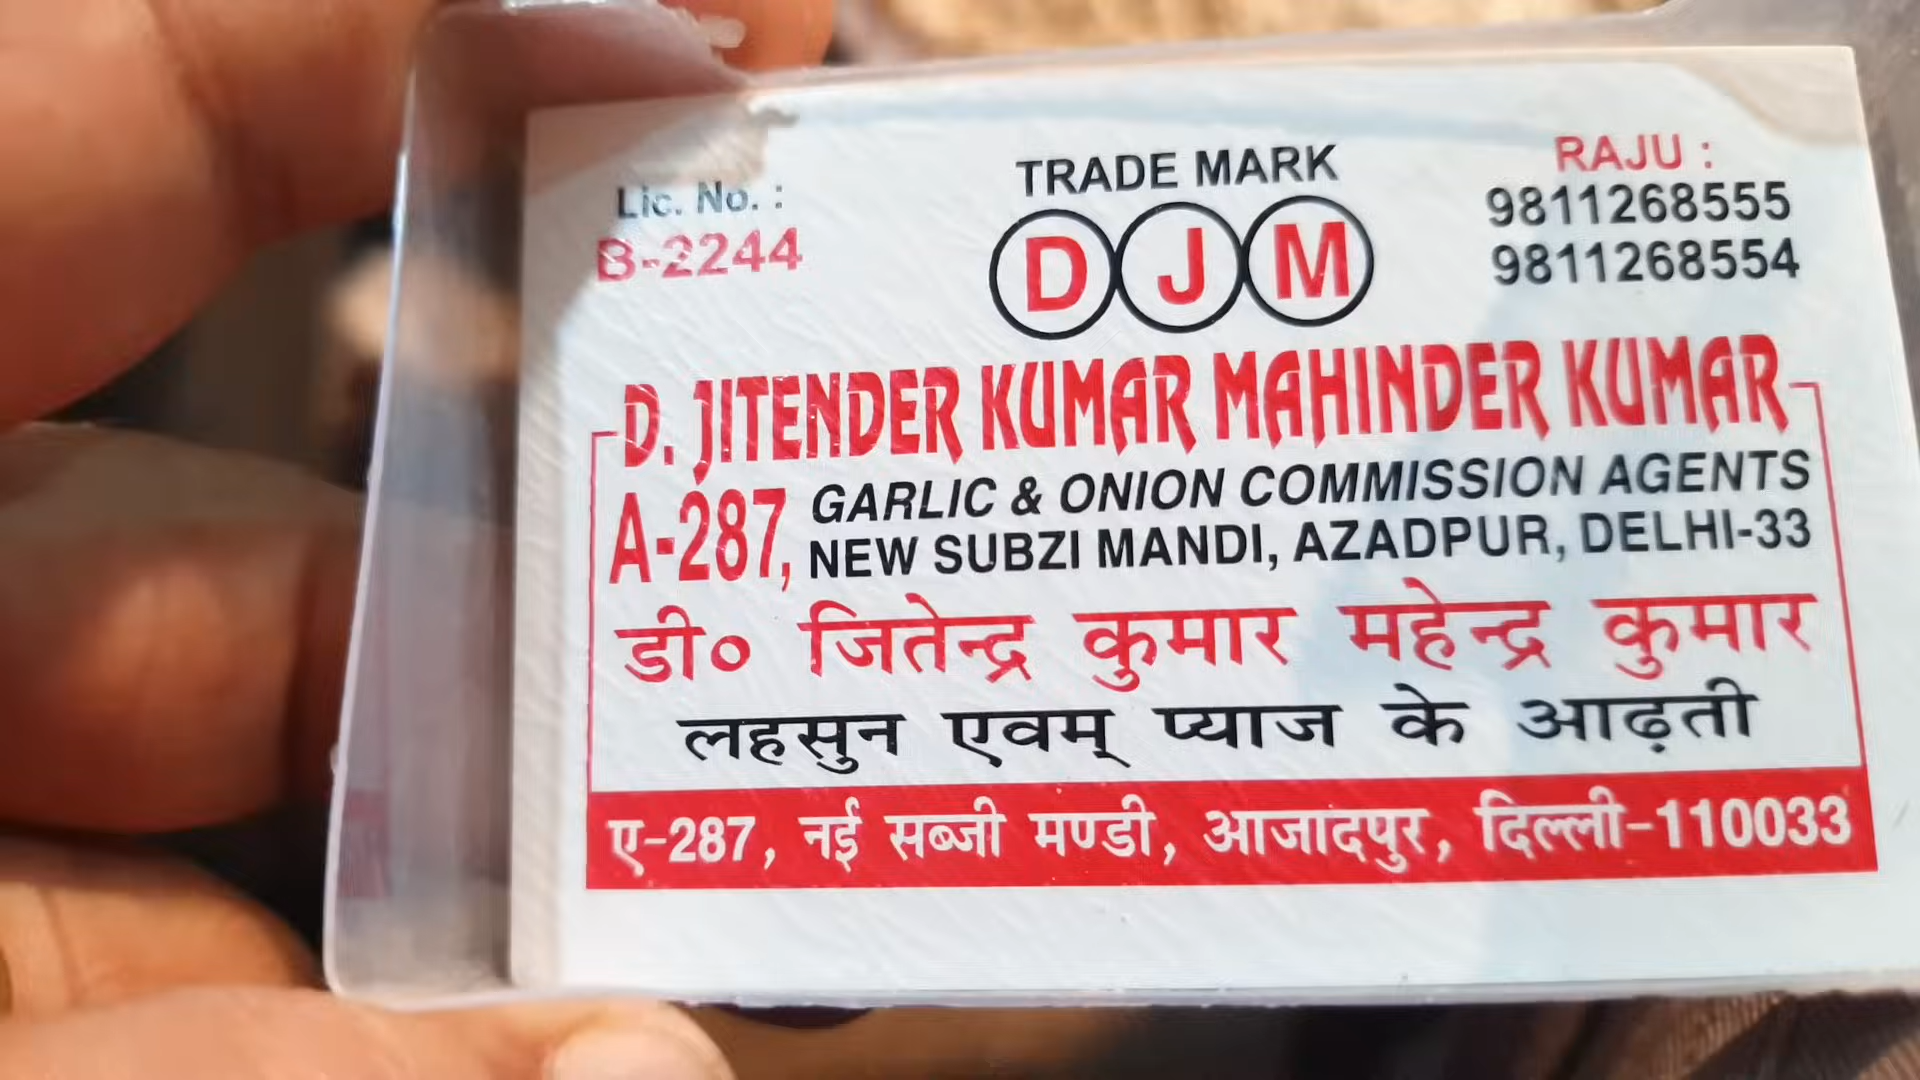 Lic. No. :
B-2244
TRADE MARK
D J M
RAJU :
9811268555
9811268554
D. JITENDER KUMAR MAHINDER KUMAR
A-287, GARLIC & ONION COMMISSION AGENTS
NEW SUBZI MANDI, AZADPUR, DELHI-33
डी० जितेन्द्र कुमार महेन्द्र कुमार
लहसुन एवम् प्याज के आढ़ती
ए-287, नई सब्जी मण्डी, आजादपुर, दिल्ली-110033